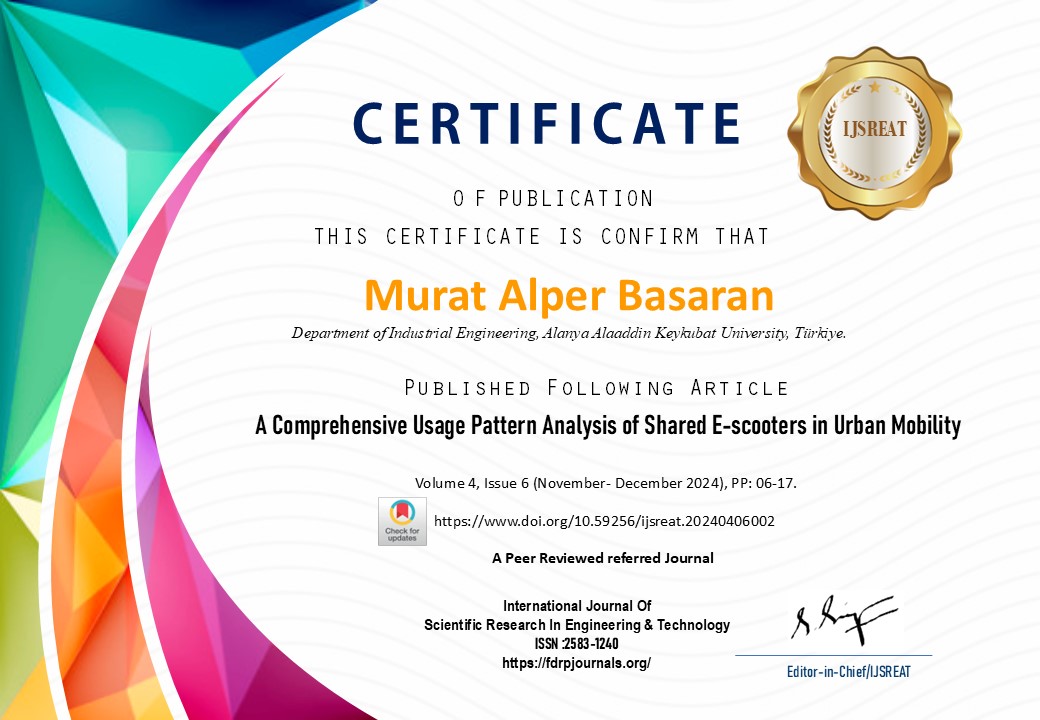 CERTIFICATE
IJSREAT
OF PUBLICATION
THIS CERTIFICATE IS CONFIRM THAT
Murat Alper Basaran
Department of Industrial Engineering, Alanya Alaaddin Keykubat University, Türkiye.
PUBLISHED FOLLOWING ARTICLE
A Comprehensive Usage Pattern Analysis of Shared E-scooters in Urban Mobility
Volume 4, Issue 6 (November- December 2024), PP: 06-17.
Check for
updates
https://www.doi.org/10.59256/ijsreat.20240406002
A Peer Reviewed referred Journal
International Journal Of
Scientific Research In Engineering & Technology
ISSN :2583-1240
https://fdrpjournals.org/
Editor-in-Chief/IJSREAT